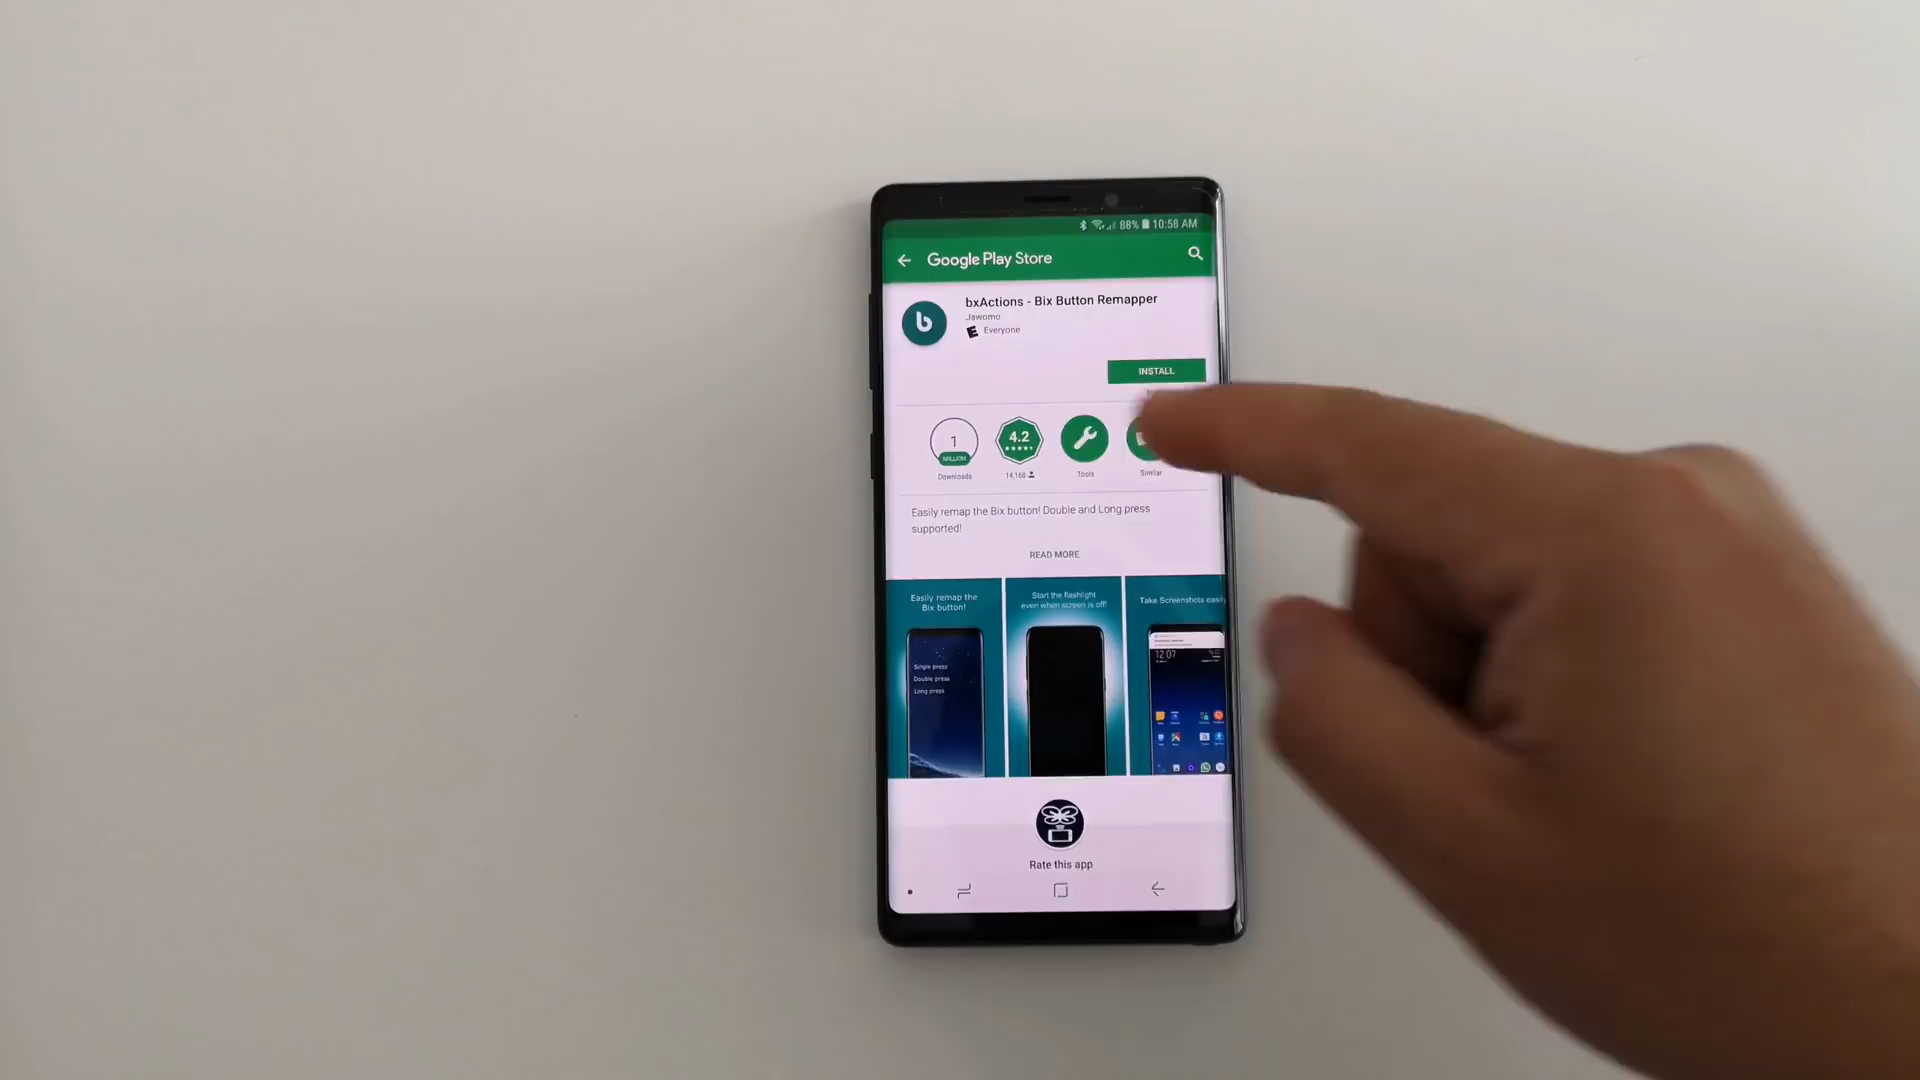 88% 10:58 AM
Google Play Store
bxActions - Bix Button Remapper
Jawomo
E Everyone
INSTALL
1
MILLION
4.2
Downloads
14,168
Tools
Similar
Easily remap the Bix button! Double and Long press
supported!
READ MORE
Easily remap the
Bix button!
Start the flashlight
even when screen is off!
Take Screenshots easil
Single press
Double press
Long press
12:07
Rate this app